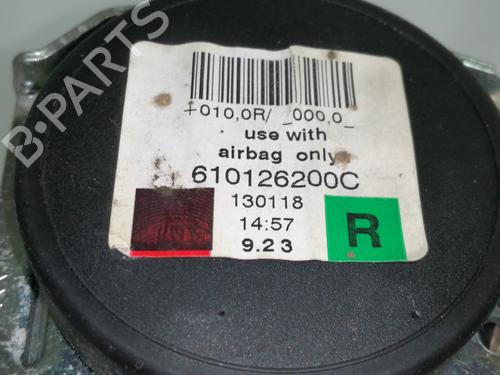 B-PARTS
+010,0R/ _000,0_
use with
airbag only
610126200C
130118
14:57
9.23
R